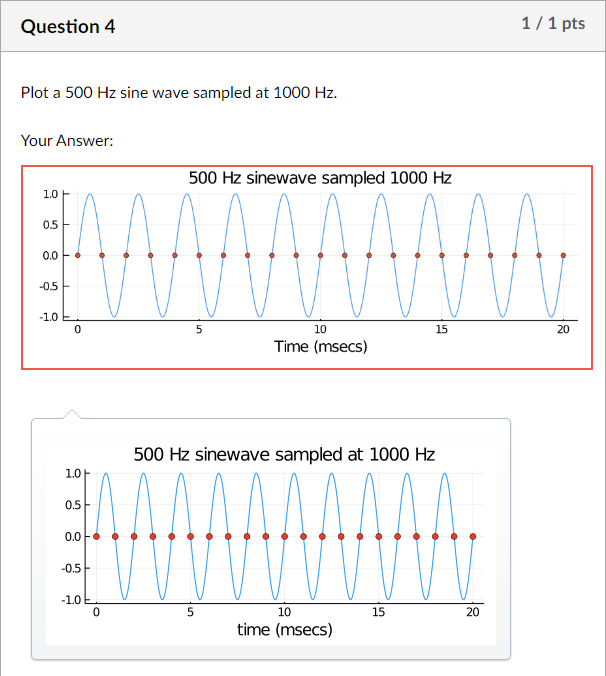 Question 4
1 / 1 pts
Plot a 500 Hz sine wave sampled at 1000 Hz.
Your Answer:
500 Hz sinewave sampled 1000 Hz
1.0
0.5
0.0
-0.5
-1.0
0 5 10 15 20
Time (msecs)
500 Hz sinewave sampled at 1000 Hz
1.0
0.5
0.0
-0.5
-1.0
0 5 10 15 20
time (msecs)